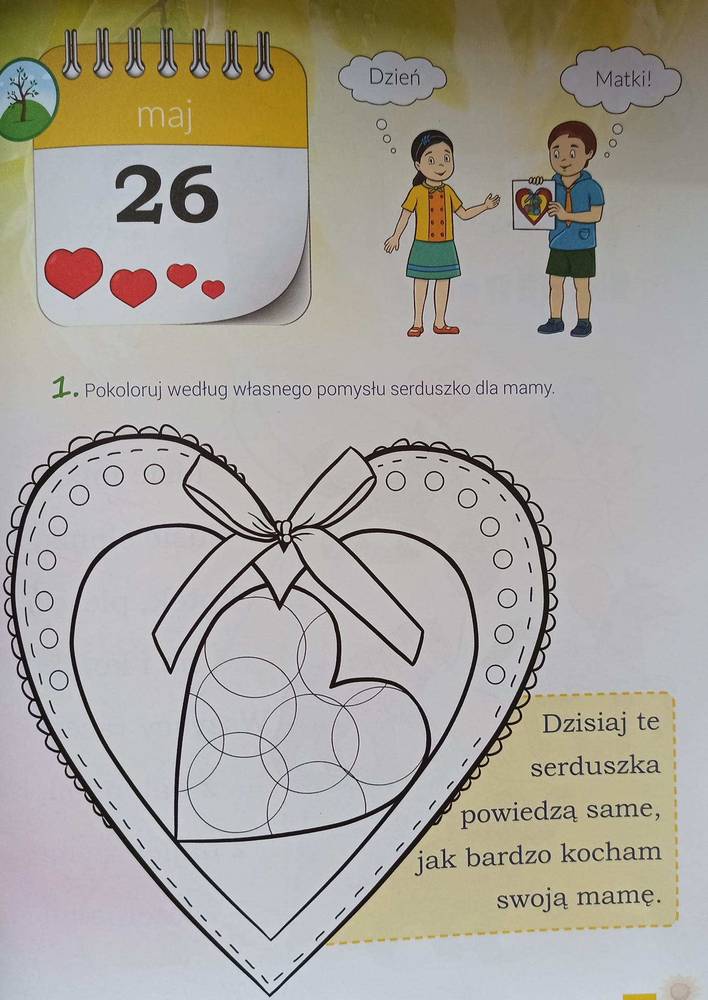 maj
26
Dzień
Matki!
1. Pokoloruj według własnego pomysłu serduszko dla mamy.
Dzisiaj te
serduszka
powiedzą same,
jak bardzo kocham
swoją mamę.